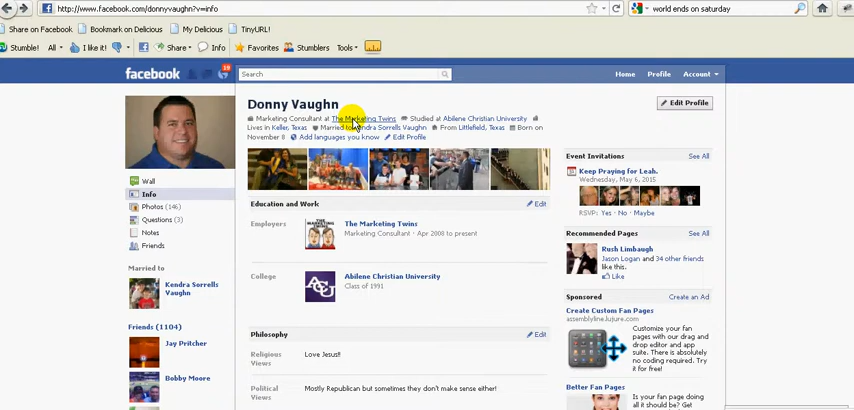 http://www.facebook.com/donnyvaughn?v=info
world ends on saturday
Share on Facebook
Bookmark on Delicious
My Delicious
TinyURL!
Stumble!
All
I like it!
Share
Info
Favorites
Stumblers
Tools
facebook
19
Search
Home
Profile
Account
Donny Vaughn
Edit Profile
Marketing Consultant at The Marketing Twins Studied at Abilene Christian University
Lives in Keller, Texas Married to Kendra Sorrells Vaughn From Littlefield, Texas Born on
November 8 Add languages you know Edit Profile
Wall
Info
Photos (146)
Questions (3)
Notes
Friends
Married to
Kendra Sorrells
Vaughn
Friends (1104)
Jay Pritcher
Bobby Moore
Education and Work
Edit
Employers
The Marketing Twins
Marketing Consultant · Apr 2008 to present
THE MARKETING TWINS
College
Abilene Christian University
Class of 1991
ACU
Philosophy
Edit
Religious
Views
Love Jesus!!
Political
Views
Mostly Republican but sometimes they don't make sense either!
Event Invitations
See All
Keep Praying for Leah.
Wednesday, May 6, 2015
RSVP: Yes · No · Maybe
Recommended Pages
See All
Rush Limbaugh
Jason Logan and 34 other friends
like this.
Like
Sponsored
Create an Ad
Create Custom Fan Pages
assemblyline.lujure.com
Customize your fan
pages with our drag and
drop editor and app
suite. There is absolutely
no coding required. Try
it for free!
Better Fan Pages
Is your fan page doing
all it should be? Get